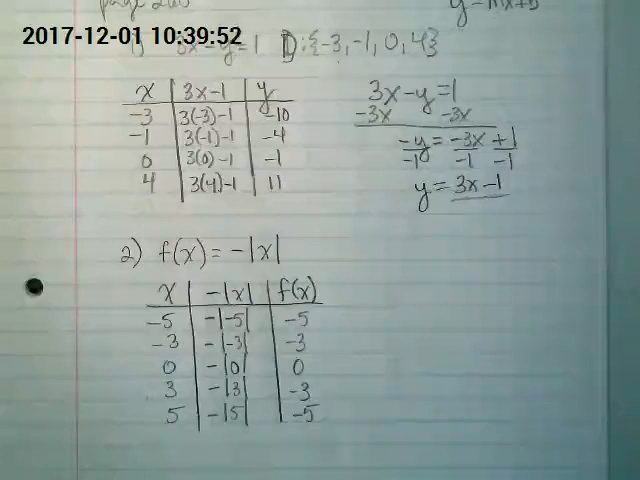 page 260
y=mx+b
2017-12-01 10:39:52
1) 3x-y=1 D:{-3,-1,0,4}
x | 3x-1 | y
-3 | 3(-3)-1 | -10
-1 | 3(-1)-1 | -4
0 | 3(0)-1 | -1
4 | 3(4)-1 | 11
3x-y=1
-3x -3x
-y = -3x +1
-1 -1 -1
y = 3x-1
2) f(x) = -|x|
x | -|x| | f(x)
-5 | -|-5| | -5
-3 | -|-3| | -3
0 | -|0| | 0
3 | -|3| | -3
5 | -|5| | -5